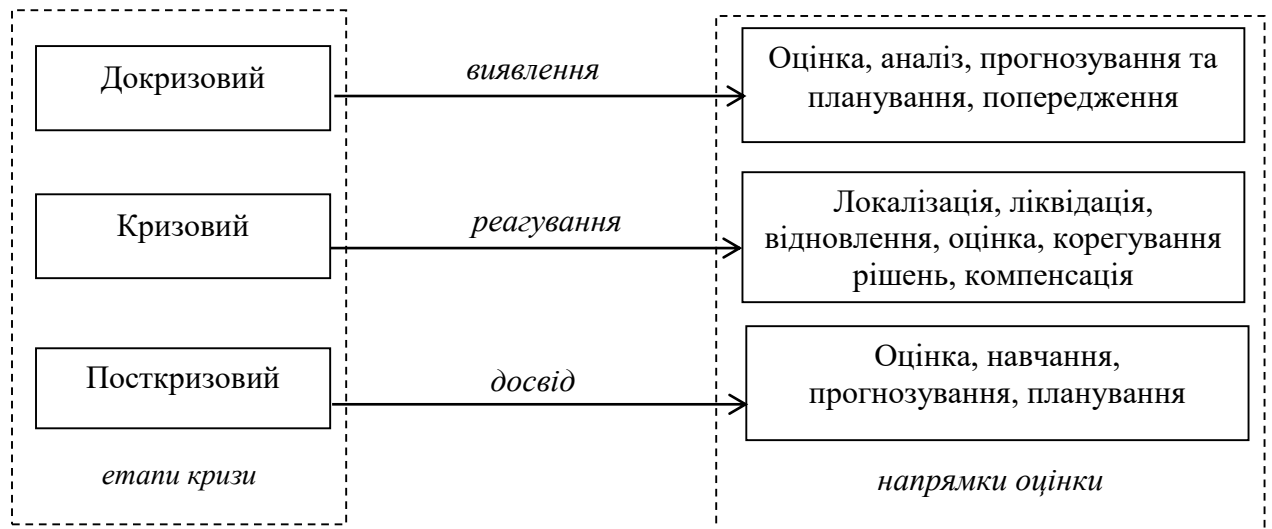 Докризовий
виявлення
Оцінка, аналіз, прогнозування та
планування, попередження
Кризовий
реагування
Локалізація, ліквідація,
відновлення, оцінка, корегування
рішень, компенсація
Посткризовий
досвід
Оцінка, навчання,
прогнозування, планування
етапи кризи
напрямки оцінки